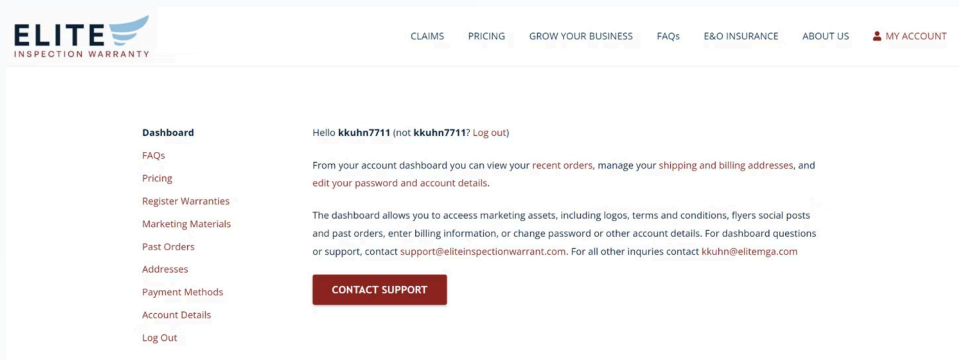 ELITE
INSPECTION WARRANTY
CLAIMS PRICING GROW YOUR BUSINESS FAQs E&O INSURANCE ABOUT US MY ACCOUNT
Dashboard
FAQs
Pricing
Register Warranties
Marketing Materials
Past Orders
Addresses
Payment Methods
Account Details
Log Out
Hello kkuhn7711 (not kkuhn7711? Log out)
From your account dashboard you can view your recent orders, manage your shipping and billing addresses, and
edit your password and account details.
The dashboard allows you to acceess marketing assets, including logos, terms and conditions, flyers social posts
and past orders, enter billing information, or change password or other account details. For dashboard questions
or support, contact support@eliteinspectionwarrant.com. For all other inquries contact kkuhn@elitemga.com
CONTACT SUPPORT